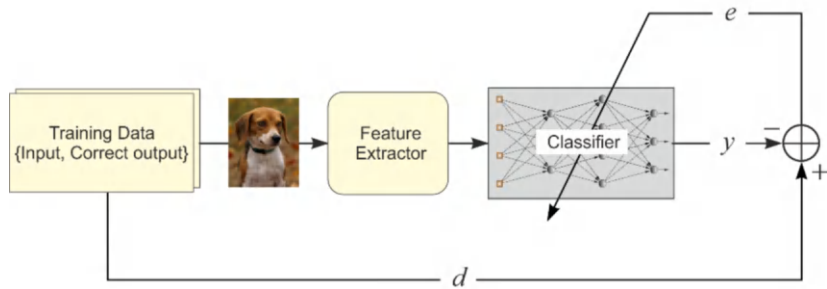 e
Training Data
{Input, Correct output}
Feature
Extractor
Classifier
y
−
+
d